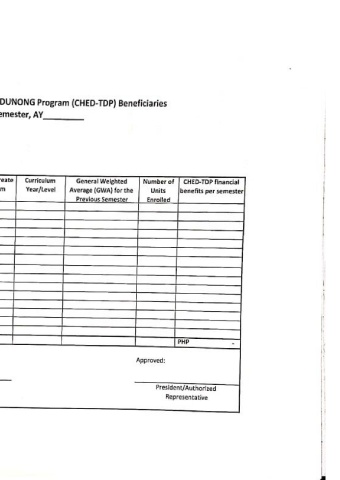 DUNONG Program (CHED-TDP) Beneficiaries
emester, AY________
reate
m
Curriculum
Year/Level
General Weighted
Average (GWA) for the
Previous Semester
Number of
Units
Enrolled
CHED-TDP financial
benefits per semester
PHP -
Approved:
President/Authorized
Representative